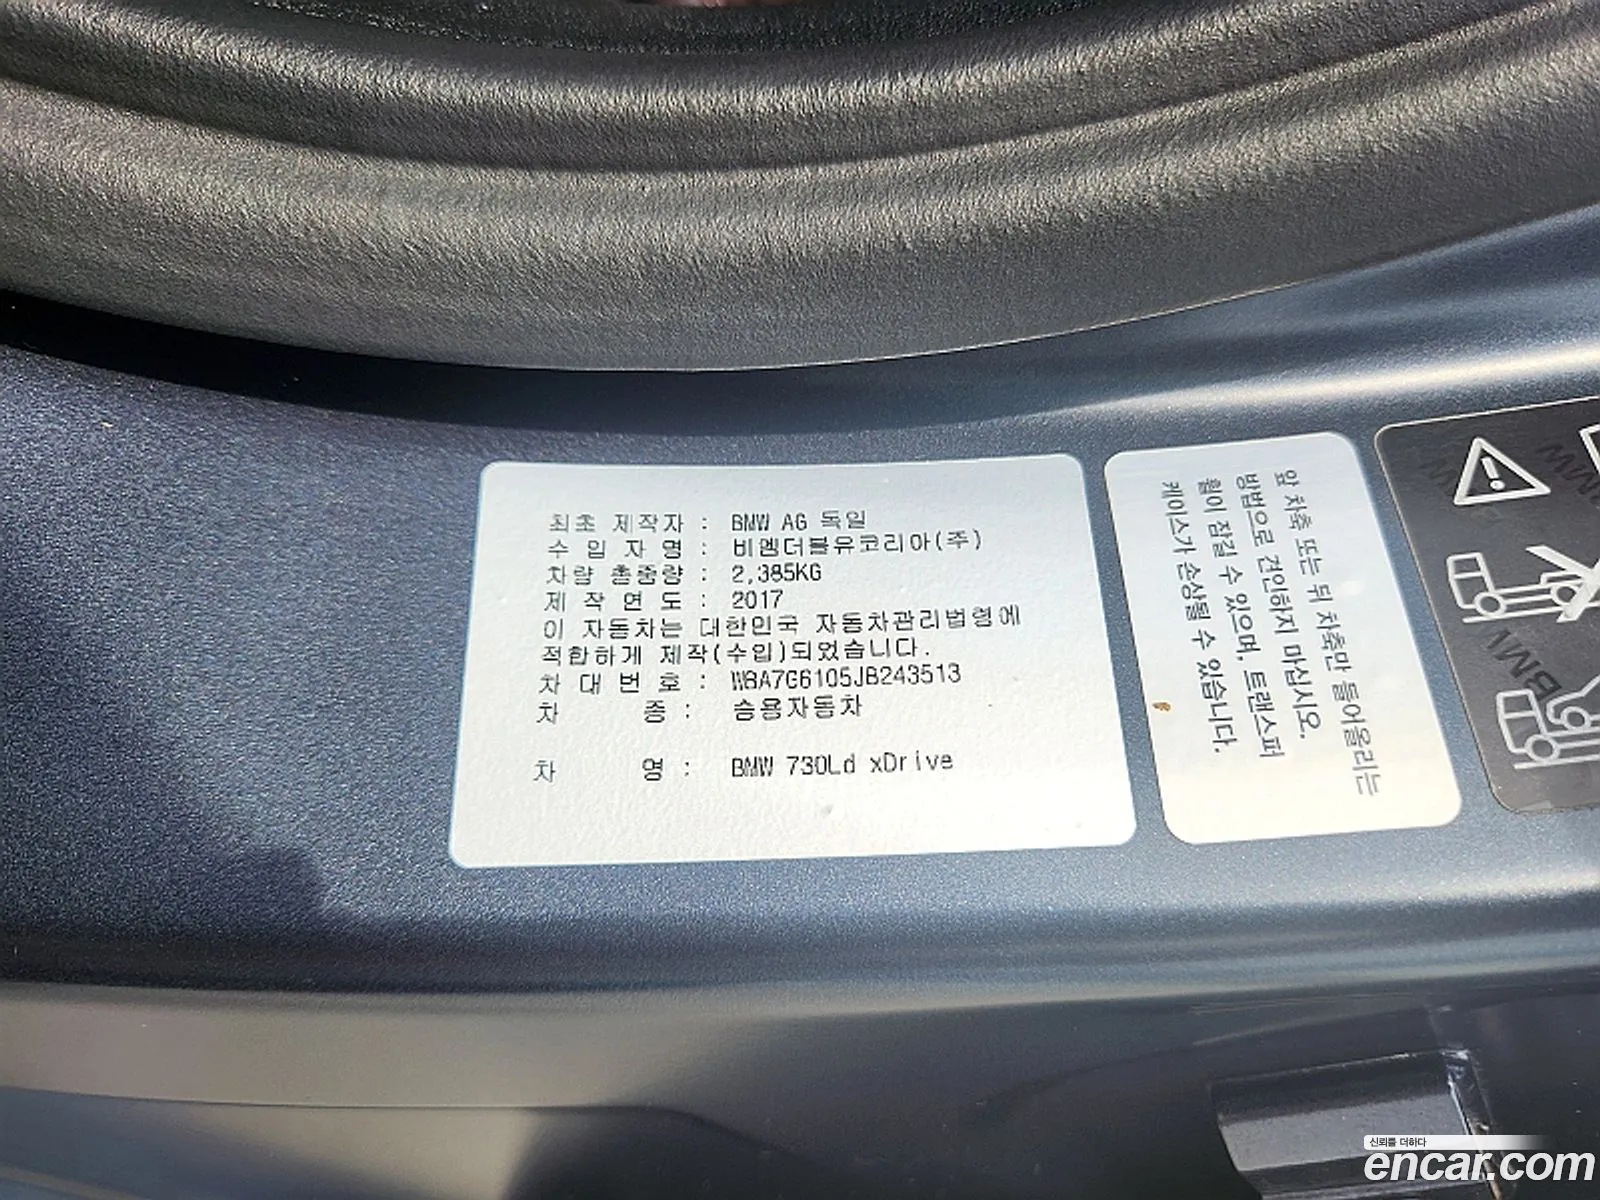 최초 제작자 : BMW AG 독일
수 입 자 명 : 비엠더블유코리아(주)
차량 총중량 : 2,385KG
제 작 연 도 : 2017
이 자동차는 대한민국 자동차관리법령에
적합하게 제작(수입)되었습니다.
차 대 번 호 : WBA7G6105JB243513
차 종 : 승용자동차
차 명 : BMW 730Ld xDrive
앞 차축 또는 뒤 차축만 들어올리는
방법으로 견인하지 마십시오.
휠이 잠길 수 있으며, 트랜스퍼
케이스가 손상될 수 있습니다.
BMW
신뢰를 더하다
encar.com